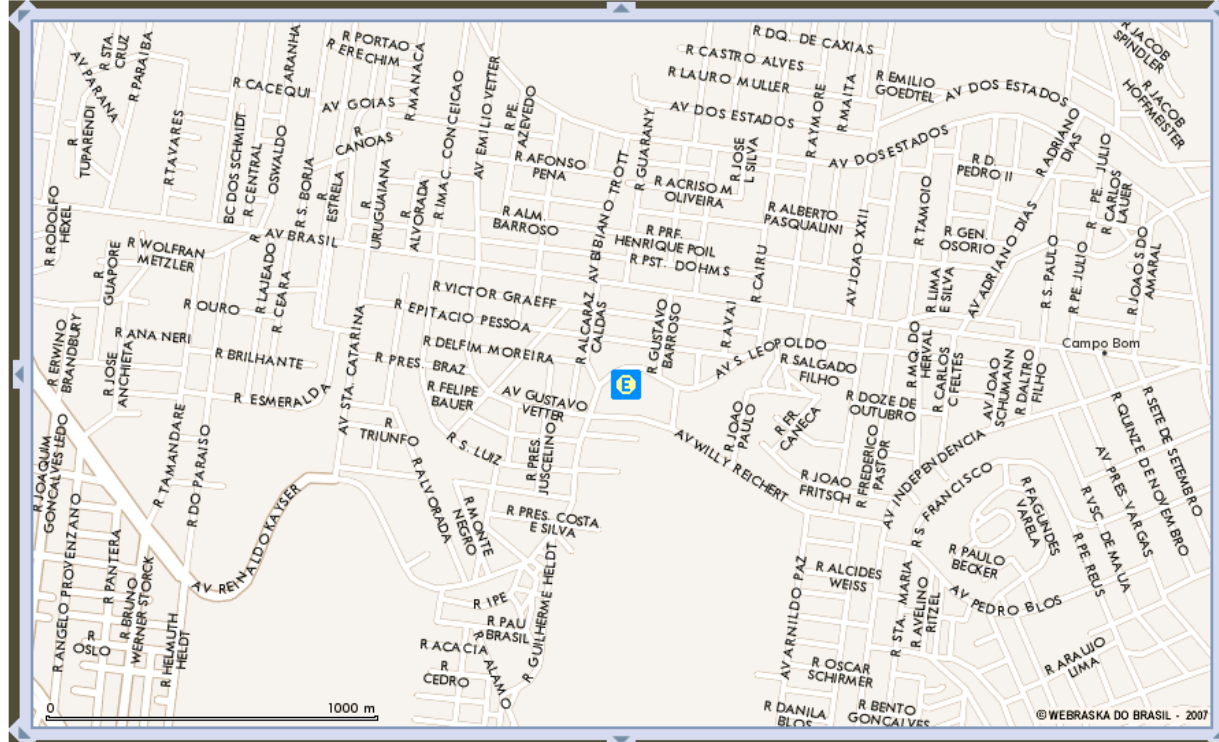 R STA.
CRUZ
R PARAIBA
AV PARANA
R
TUPARENDI
R TAVARES
R CACEQUI
ARANHA
R
OSWALDO
R PORTAO
R ERECHIM
R MANACA
AV GOIAS
R
CANOAS
R IMAC. CONCEICAO
AV EMILIO VETTER
R PE.
AZEVEDO
R AFONSO
PENA
R DQ. DE CAXIAS
R CASTRO ALVES
R LAURO MULLER
AV DOS ESTADOS
R AYMORE
R MAITA
R EMILIO
GOEDTEL
AV DOS ESTADOS
R JACOB
SPINDLER
R JACOB
HOFFMEISTER
R GUARANY
R JOSE
L SILVA
AV DOS ESTADOS
R D.
PEDRO II
R ADRIANO
DIAS
R PE. JULIO
R CARLOS
LAUER
R RODOLFO
HEXEL
BC DOS SCHMIDT
R CENTRAL
R S. BORJA
R
ESTRELA
R
URUGUAIANA
R
ALVORADA
R ALM.
BARROSO
AV BIBIANO TROTT
R ACRISO M
OLIVEIRA
R PRF.
HENRIQUE POIL
R PST. DOHMS
R ALBERTO
PASQUALINI
R CAIRU
AV JOAO XXII
R TAMOIO
R GEN.
OSORIO
AV ADRIANO DIAS
R LIMA
E SILVA
R S. PAULO
R PE. JULIO
R JOAO S DO
AMARAL
AV BRASIL
R WOLFRAN
METZLER
R
GUAPORE
R OURO
R LAJEADO
R CEARA
R VICTOR GRAEFF
R EPITACIO PESSOA
R DELFIM MOREIRA
R ALCARAZ
CALDAS
R GUSTAVO
BARROSO
R AVAI
AV S. LEOPOLDO
R ERWINO
BRANDBURY
R ANA NERI
R JOSE
ANCHIETA
R BRILHANTE
R ESMERALDA
AV STA. CATARINA
R PRES. BRAZ
R FELIPE
BAUER
AV GUSTAVO
VETTER
E
R SALGADO
FILHO
R MQ. DO
HERVAL
R CARLOS
C FELTES
R DOZE DE
OUTUBRO
AV JOAO
SCHUMANN
R DALTRO
FILHO
Campo Bom
R
TRIUNFO
R S. LUIZ
R PRES.
JUSCELINO
R JOAO
PAULO
R FR.
CANECA
AV WILLY REICHERT
R JOAO
FRITSCH
R FREDERICO
PASTOR
AV INDEPENDENCIA
R S. FRANCISCO
R SETE DE SETEMBRO
R QUINZE DE NOVEMBRO
AV PRES. VARGAS
R VSC. DE MAUA
R PE. REUS
R JOAQUIM
GONCALVES LEDO
R TAMANDARE
R DO PARAISO
R ALVORADA
R MONTE
NEGRO
R PRES. COSTA
E SILVA
R FAGUNDES
VARELA
R PAULO
BECKER
AV REINALDO KAYSER
R ANGELO PROVENZANO
R PANTERA
R BRUNO
WERNER STORCK
R HELMUTH
HELDT
R
OSLO
R IPE
R PAU
BRASIL
R ACACIA
R
CEDRO
R ALAMO
R GUILHERME HELDT
AV ARNILDO PAZ
R ALCIDES
WEISS
R STA. MARIA
R AVELINO
RITZEL
AV PEDRO BLOS
R OSCAR
SCHIRMER
R ARAUJO
LIMA
R DANILA
BLOS
R BENTO
GONCALVES
0 1000 m
© WEBRASKA DO BRASIL - 2007